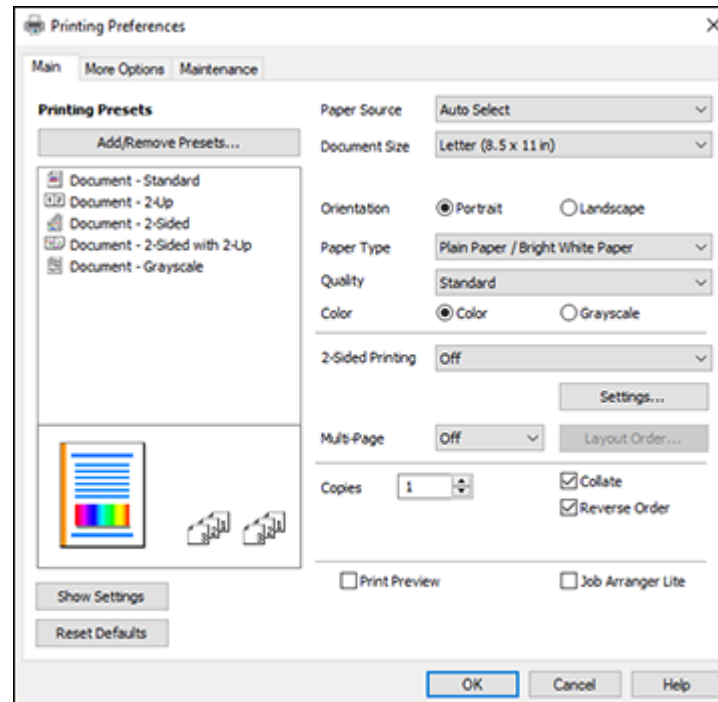 Printing Preferences
Main More Options Maintenance
Printing Presets
Add/Remove Presets...
Document - Standard
Document - 2-Up
Document - 2-Sided
Document - 2-Sided with 2-Up
Document - Grayscale
Show Settings
Reset Defaults
Paper Source Auto Select
Document Size Letter (8.5 x 11 in)
Orientation Portrait Landscape
Paper Type Plain Paper / Bright White Paper
Quality Standard
Color Color Grayscale
2-Sided Printing Off
Settings...
Multi-Page Off Layout Order...
Copies 1 Collate
Reverse Order
Print Preview Job Arranger Lite
OK Cancel Help